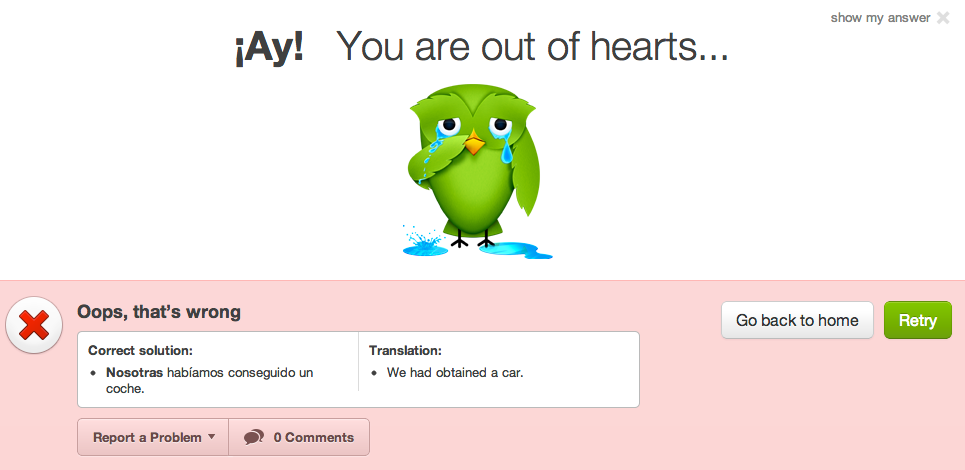 show my answer
¡Ay! You are out of hearts...
Oops, that's wrong
Go back to home
Retry
Correct solution:
• Nosotras habíamos conseguido un
coche.
Translation:
• We had obtained a car.
Report a Problem
0 Comments